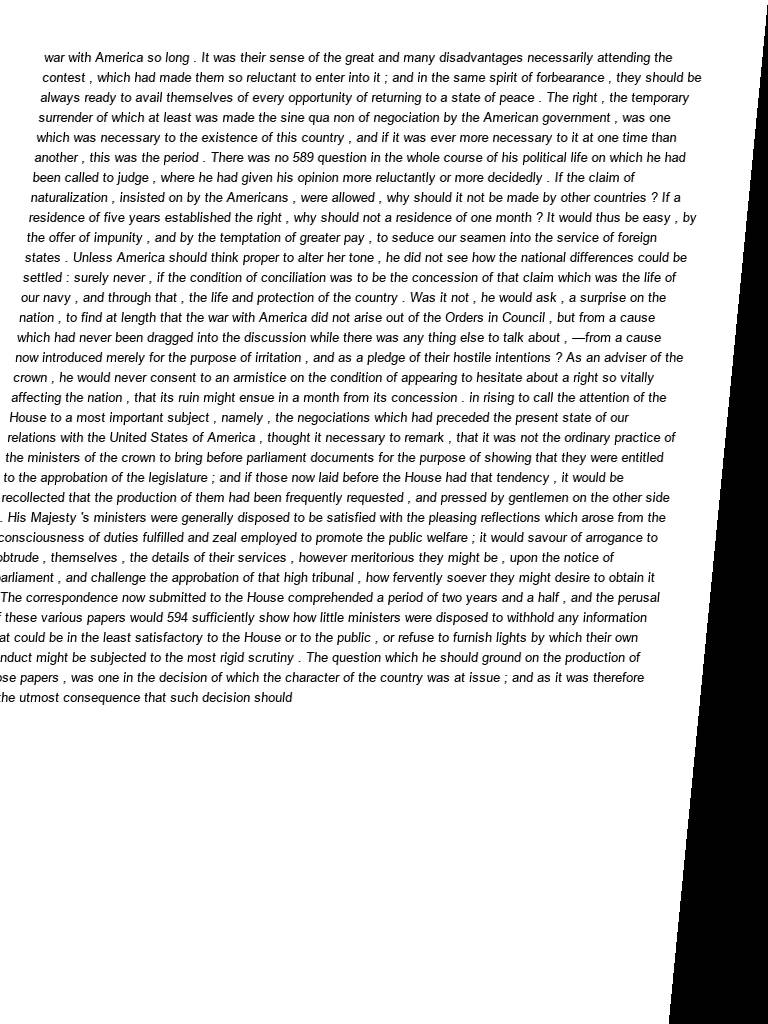 war with America so long . It was their sense of the great and many disadvantages necessarily attending the
contest , which had made them so reluctant to enter into it ; and in the same spirit of forbearance , they should be
always ready to avail themselves of every opportunity of returning to a state of peace . The right , the temporary
surrender of which at least was made the sine qua non of negociation by the American government , was one
which was necessary to the existence of this country , and if it was ever more necessary to it at one time than
another , this was the period . There was no 589 question in the whole course of his political life on which he had
been called to judge , where he had given his opinion more reluctantly or more decidedly . If the claim of
naturalization , insisted on by the Americans , were allowed , why should it not be made by other countries ? If a
residence of five years established the right , why should not a residence of one month ? It would thus be easy , by
the offer of impunity , and by the temptation of greater pay , to seduce our seamen into the service of foreign
states . Unless America should think proper to alter her tone , he did not see how the national differences could be
settled : surely never , if the condition of conciliation was to be the concession of that claim which was the life of
our navy , and through that , the life and protection of the country . Was it not , he would ask , a surprise on the
nation , to find at length that the war with America did not arise out of the Orders in Council , but from a cause
which had never been dragged into the discussion while there was any thing else to talk about , —from a cause
now introduced merely for the purpose of irritation , and as a pledge of their hostile intentions ? As an adviser of the
crown , he would never consent to an armistice on the condition of appearing to hesitate about a right so vitally
affecting the nation , that its ruin might ensue in a month from its concession . in rising to call the attention of the
House to a most important subject , namely , the negociations which had preceded the present state of our
relations with the United States of America , thought it necessary to remark , that it was not the ordinary practice of
the ministers of the crown to bring before parliament documents for the purpose of showing that they were entitled
to the approbation of the legislature ; and if those now laid before the House had that tendency , it would be
recollected that the production of them had been frequently requested , and pressed by gentlemen on the other side
. His Majesty 's ministers were generally disposed to be satisfied with the pleasing reflections which arose from the
consciousness of duties fulfilled and zeal employed to promote the public welfare ; it would savour of arrogance to
obtrude , themselves , the details of their services , however meritorious they might be , upon the notice of
parliament , and challenge the approbation of that high tribunal , how fervently soever they might desire to obtain it
The correspondence now submitted to the House comprehended a period of two years and a half , and the perusal
these various papers would 594 sufficiently show how little ministers were disposed to withhold any information
at could be in the least satisfactory to the House or to the public , or refuse to furnish lights by which their own
nduct might be subjected to the most rigid scrutiny . The question which he should ground on the production of
ose papers , was one in the decision of which the character of the country was at issue ; and as it was therefore
the utmost consequence that such decision should